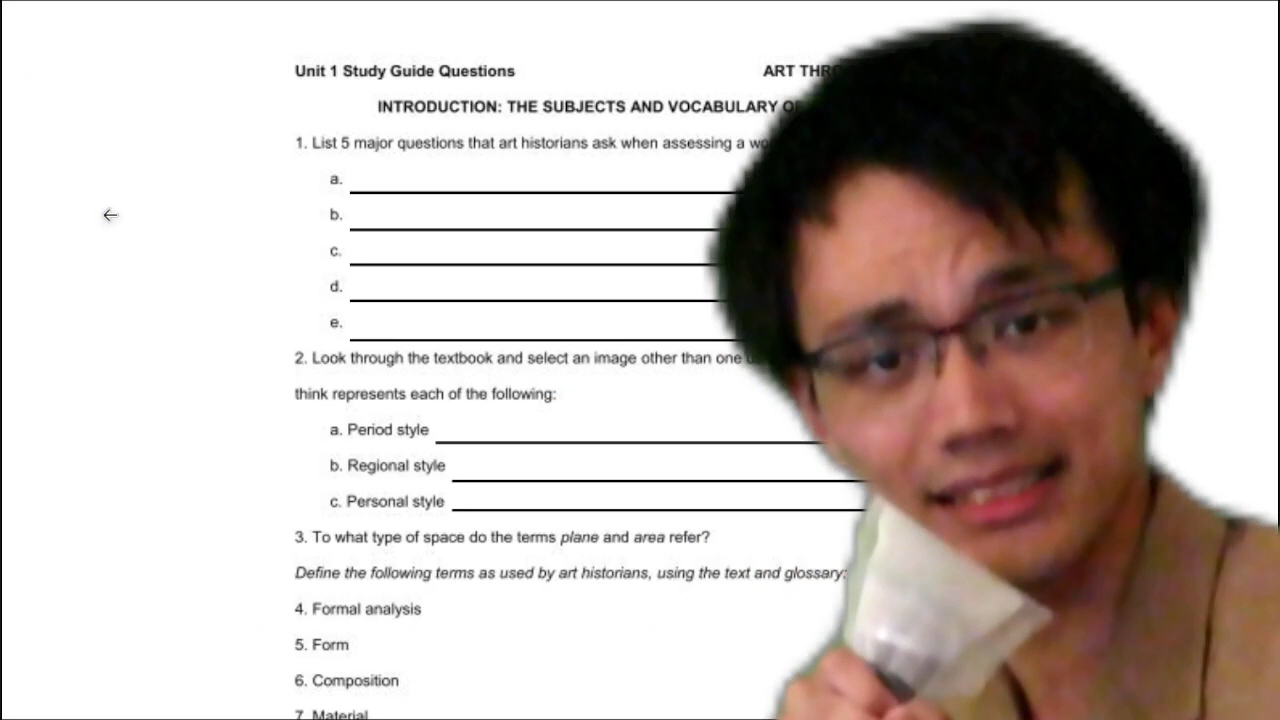 Unit 1 Study Guide Questions ART
INTRODUCTION: THE SUBJECTS AND VOCABULARY
1. List 5 major questions that art historians ask when assessing a
a.
b.
c.
d.
e.
2. Look through the textbook and select an image other than one
think represents each of the following:
a. Period style
b. Regional style
c. Personal style
3. To what type of space do the terms plane and area refer?
Define the following terms as used by art historians, using the text and glossary:
4. Formal analysis
5. Form
6. Composition
7. Material